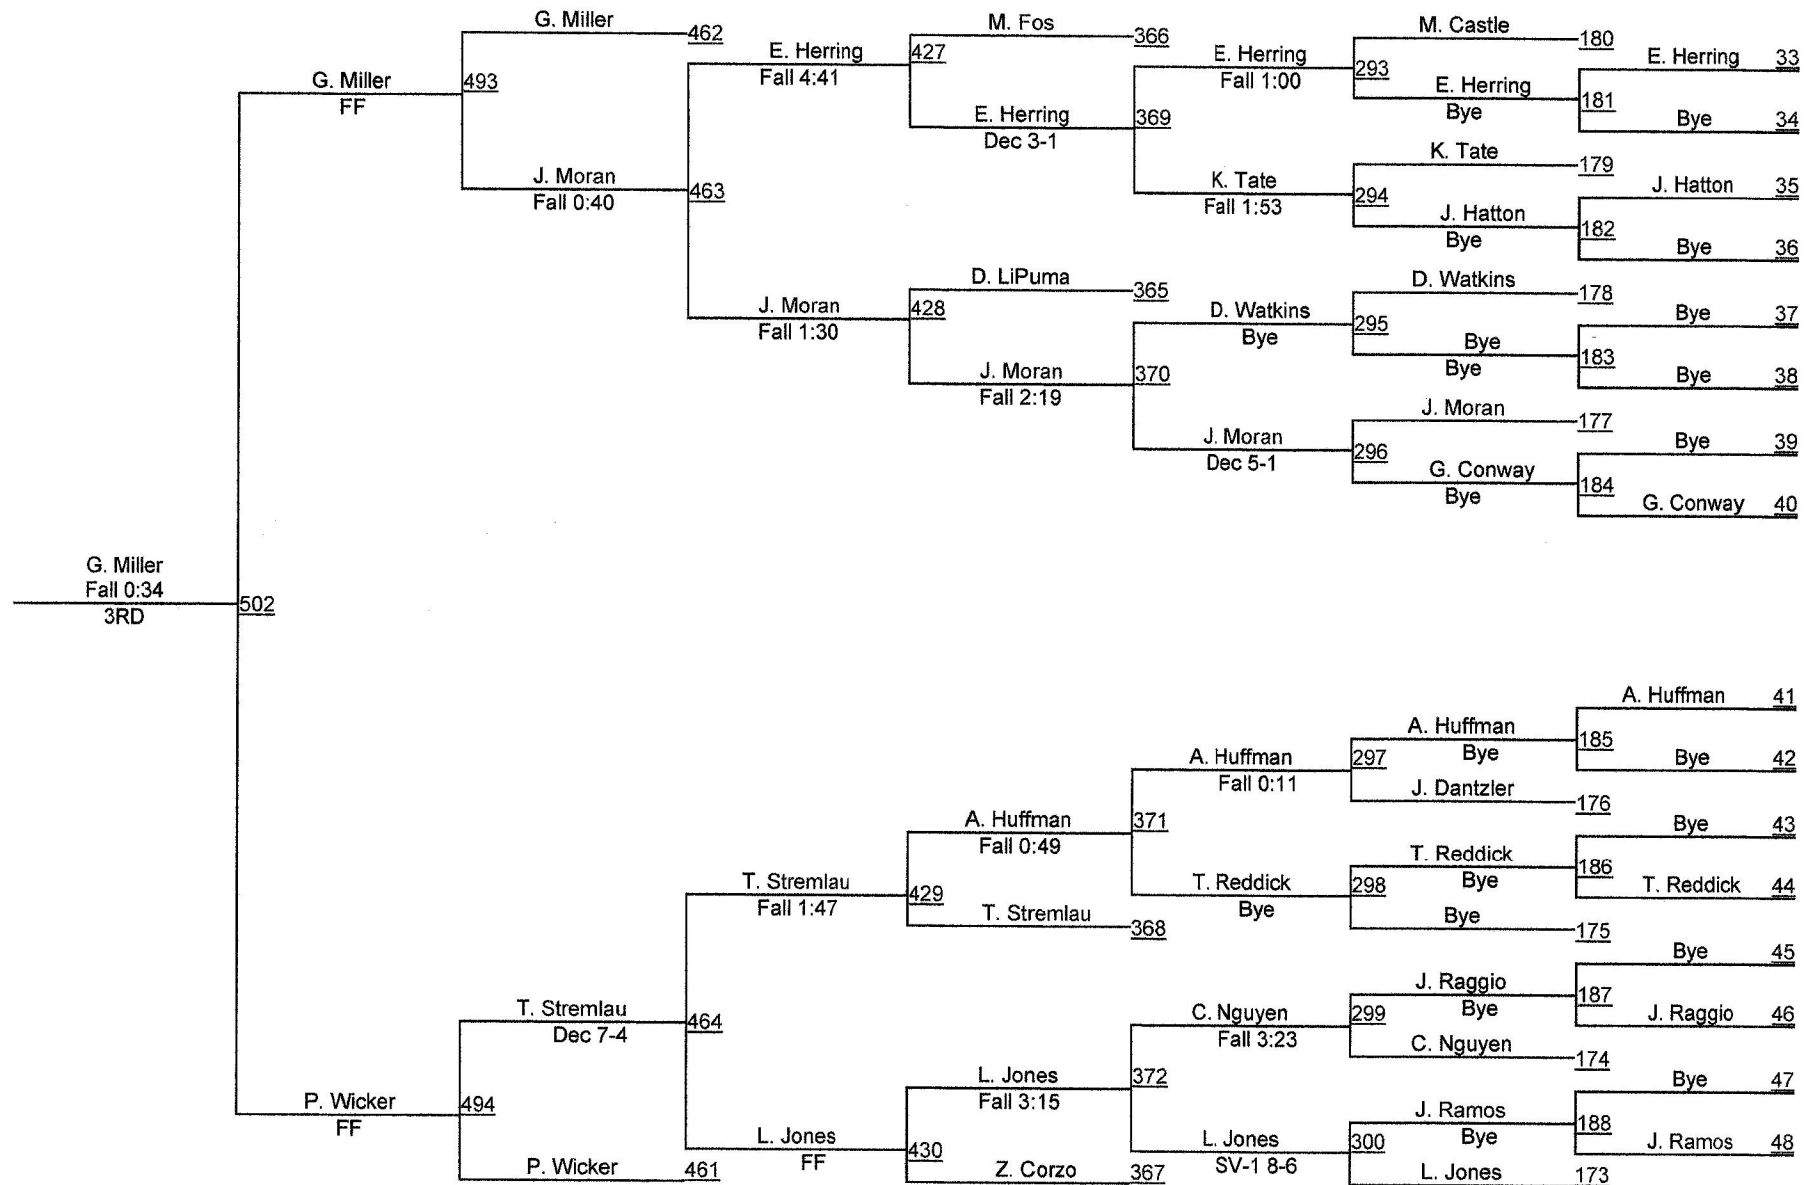 G. Miller 462
M. Fos 366
M. Castle 180
E. Herring 33
E. Herring 427
Fall 4:41
E. Herring 293
Fall 1:00
G. Miller 493
FF
E. Herring 181
Bye
Bye 34
E. Herring 369
Dec 3-1
K. Tate 179
J. Hatton 35
J. Moran 463
Fall 0:40
K. Tate 294
Fall 1:53
J. Hatton 182
Bye
Bye 36
D. LiPuma 365
D. Watkins 178
Bye 37
J. Moran 428
Fall 1:30
D. Watkins 295
Bye
Bye 183
Bye
Bye 38
J. Moran 370
Fall 2:19
J. Moran 177
Bye 39
J. Moran 296
Dec 5-1
G. Conway 184
Bye
G. Conway 40
G. Miller
Fall 0:34
502
3RD
A. Huffman 41
A. Huffman 185
Bye
Bye 42
A. Huffman 297
Fall 0:11
J. Dantzler 176
A. Huffman 371
Fall 0:49
Bye 43
T. Reddick 186
Bye
T. Reddick 44
T. Stremlau 429
Fall 1:47
T. Reddick 298
Bye
T. Stremlau 368
Bye 175
Bye 45
J. Raggio 187
Bye
J. Raggio 46
T. Stremlau 464
Dec 7-4
C. Nguyen 299
Fall 3:23
C. Nguyen 174
L. Jones 372
Fall 3:15
Bye 47
P. Wicker 494
FF
J. Ramos 188
Bye
J. Ramos 48
L. Jones 430
FF
L. Jones 300
SV-1 8-6
P. Wicker 461
Z. Corzo 367
L. Jones 173